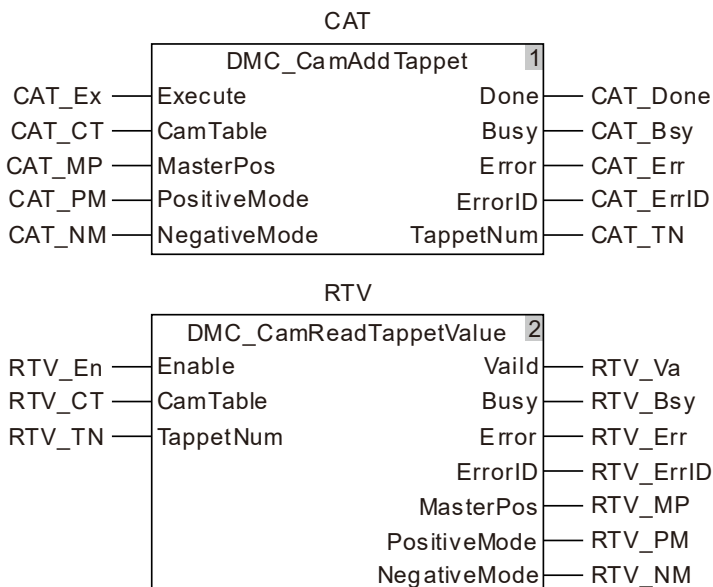 CAT
DMC_CamAddTappet 1
CAT_Ex Execute Done CAT_Done
CAT_CT CamTable Busy CAT_Bsy
CAT_MP MasterPos Error CAT_Err
CAT_PM PositiveMode ErrorID CAT_ErrID
CAT_NM NegativeMode TappetNum CAT_TN
RTV
DMC_CamReadTappetValue 2
RTV_En Enable Vaild RTV_Va
RTV_CT CamTable Busy RTV_Bsy
RTV_TN TappetNum Error RTV_Err
ErrorID RTV_ErrID
MasterPos RTV_MP
PositiveMode RTV_PM
NegativeMode RTV_NM